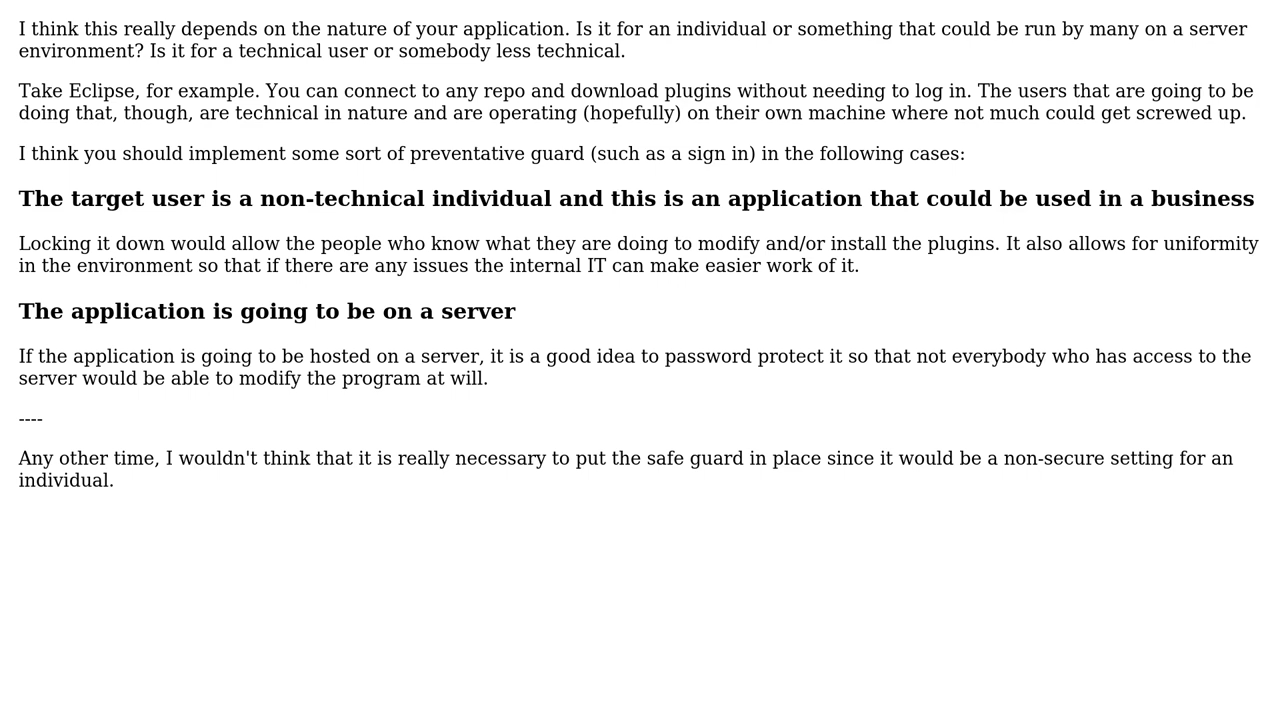 I think this really depends on the nature of your application. Is it for an individual or something that could be run by many on a server
environment? Is it for a technical user or somebody less technical.
Take Eclipse, for example. You can connect to any repo and download plugins without needing to log in. The users that are going to be
doing that, though, are technical in nature and are operating (hopefully) on their own machine where not much could get screwed up.
I think you should implement some sort of preventative guard (such as a sign in) in the following cases:
The target user is a non-technical individual and this is an application that could be used in a business
Locking it down would allow the people who know what they are doing to modify and/or install the plugins. It also allows for uniformity
in the environment so that if there are any issues the internal IT can make easier work of it.
The application is going to be on a server
If the application is going to be hosted on a server, it is a good idea to password protect it so that not everybody who has access to the
server would be able to modify the program at will.
----
Any other time, I wouldn't think that it is really necessary to put the safe guard in place since it would be a non-secure setting for an
individual.